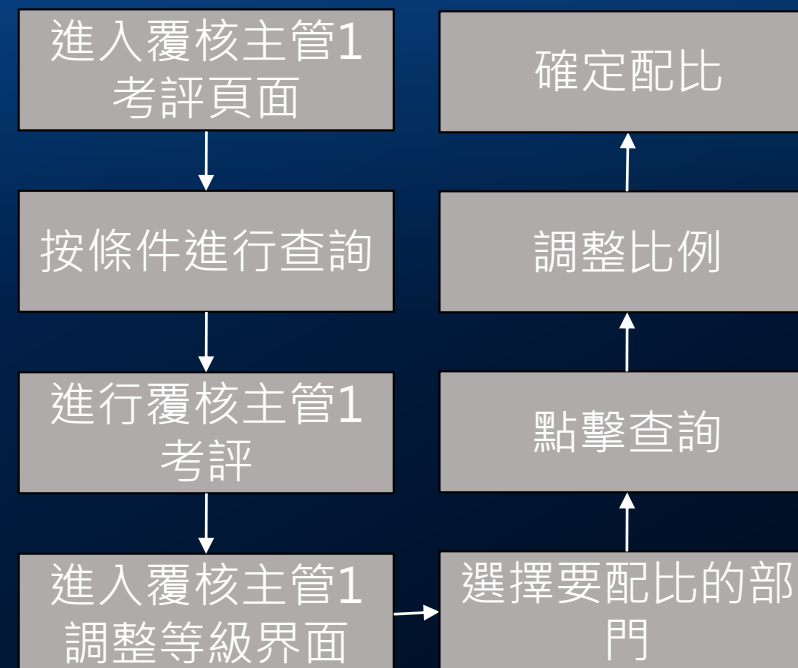 進入覆核主管1
考評頁面
按條件進行查詢
進行覆核主管1
考評
進入覆核主管1
調整等級界面
選擇要配比的部
門
點擊查詢
調整比例
確定配比